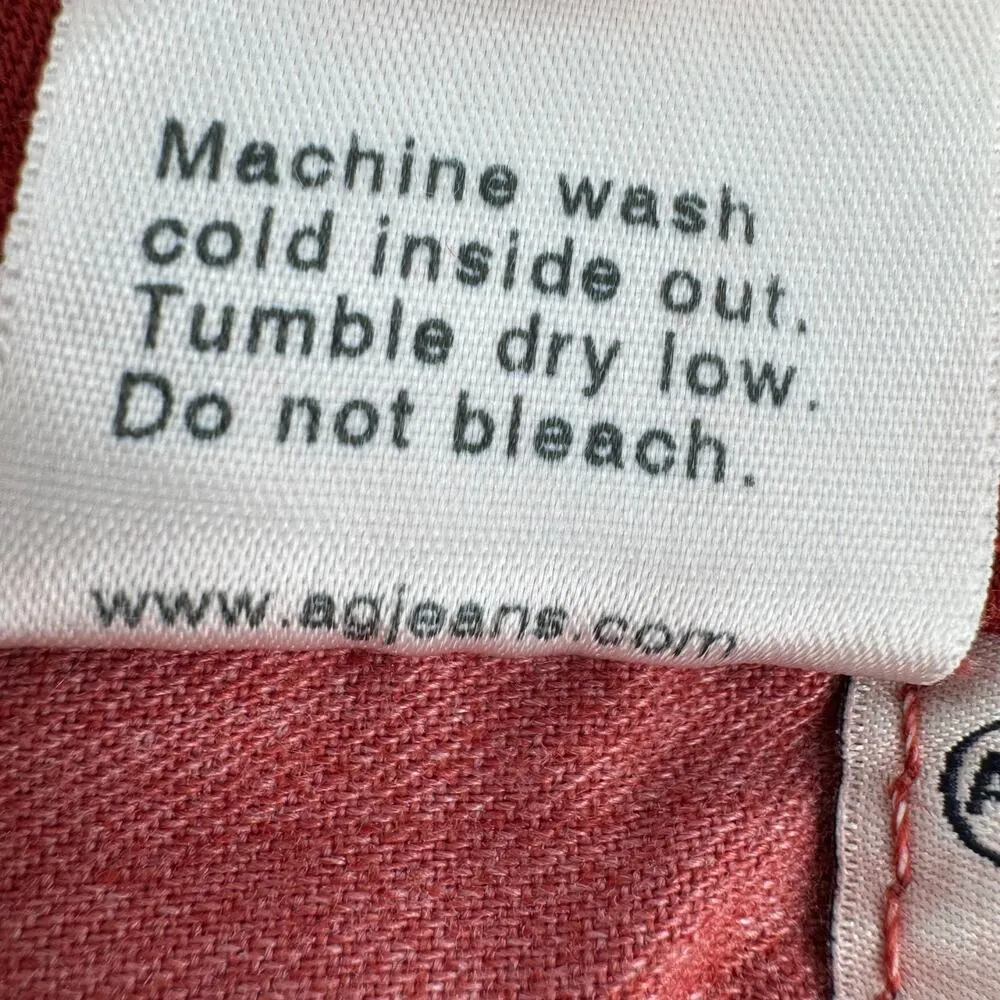 Machine wash
cold inside out.
Tumble dry low.
Do not bleach.
www.agjeans.com